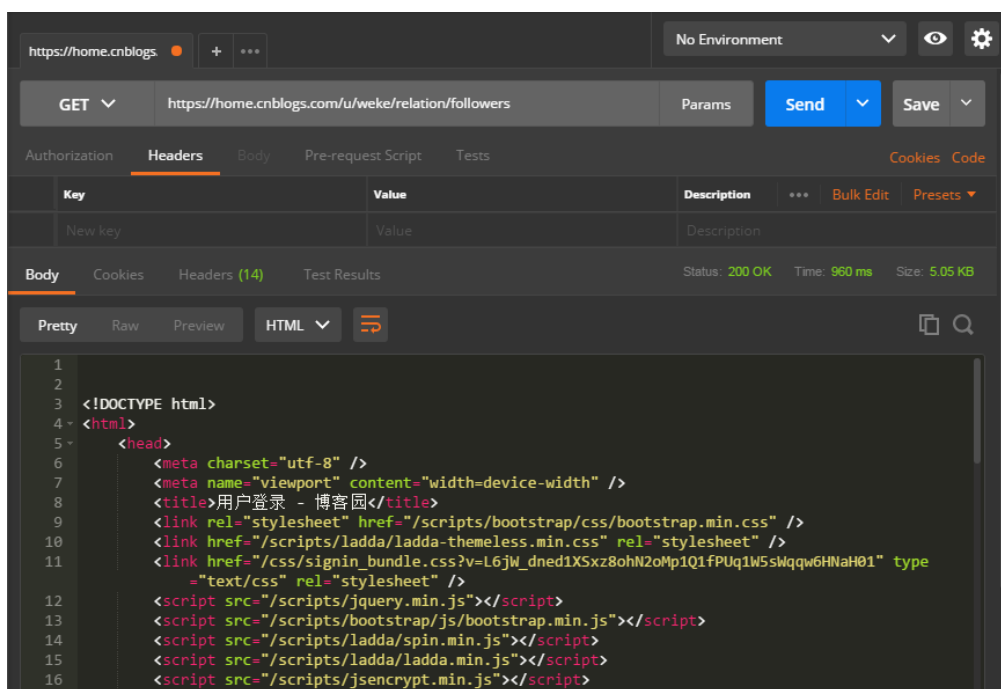 https://home.cnblogs. + ••• No Environment
GET https://home.cnblogs.com/u/weke/relation/followers Params Send Save
Authorization Headers Body Pre-request Script Tests Cookies Code
Key Value Description ••• Bulk Edit Presets
New key Value Description
Body Cookies Headers (14) Test Results Status: 200 OK Time: 960 ms Size: 5.05 KB
Pretty Raw Preview HTML
1
2
3 <!DOCTYPE html>
4 <html>
5 <head>
6 <meta charset="utf-8" />
7 <meta name="viewport" content="width=device-width" />
8 <title>用户登录 - 博客园</title>
9 <link rel="stylesheet" href="/scripts/bootstrap/css/bootstrap.min.css" />
10 <link href="/scripts/ladda/ladda-themeless.min.css" rel="stylesheet" />
11 <link href="/css/signin_bundle.css?v=L6jW_dned1XSxz8ohN2oMp1Q1fPUq1W5sWqqw6HNaH01" type
="text/css" rel="stylesheet" />
12 <script src="/scripts/jquery.min.js"></script>
13 <script src="/scripts/bootstrap/js/bootstrap.min.js"></script>
14 <script src="/scripts/ladda/spin.min.js"></script>
15 <script src="/scripts/ladda/ladda.min.js"></script>
16 <script src="/scripts/jsencrypt.min.js"></script>